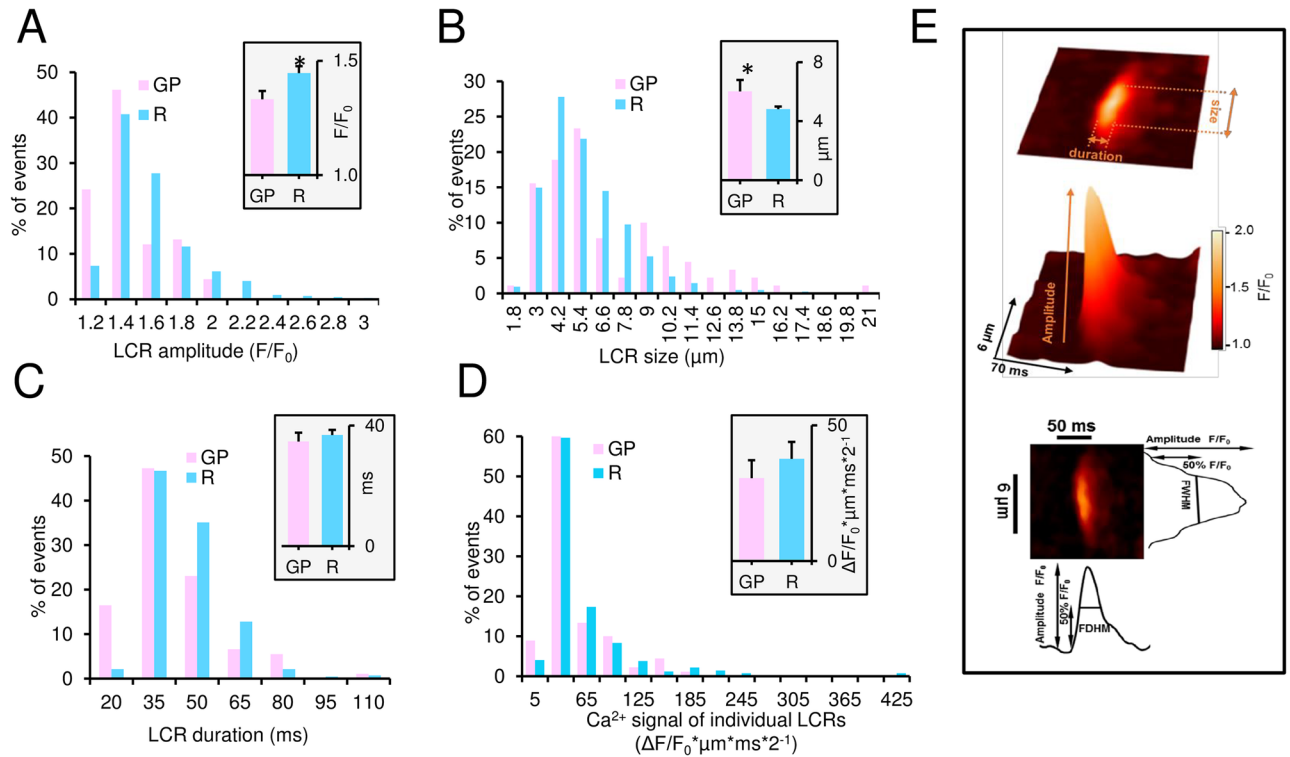 A
50
40
30
20
10
0
% of events
GP
R
*
1.5
F/F0
1.0
GP R
1.2 1.4 1.6 1.8 2 2.2 2.4 2.6 2.8 3
LCR amplitude (F/F0)
B
30
25
20
15
10
5
0
% of events
GP
R
*
8
4
µm
0
GP R
1.8 3 4.2 5.4 6.6 7.8 9 10.2 11.4 12.6 13.8 15 16.2 17.4 18.6 19.8 21
LCR size (µm)
C
50
40
30
20
10
0
% of events
GP
R
40
ms
0
GP R
20 35 50 65 80 95 110
LCR duration (ms)
D
60
50
40
30
20
10
0
% of events
GP
R
50
ΔF/F0*µm*ms*2-1
0
GP R
5 65 125 185 245 305 365 425
Ca2+ signal of individual LCRs
(ΔF/F0*µm*ms*2-1)
E
size
duration
Amplitude
2.0
1.5
1.0
F/F0
6 µm
70 ms
50 ms
6 µm
Amplitude F/F0
50% F/F0
FWHM
Amplitude F/F0
50% F/F0
FDHM